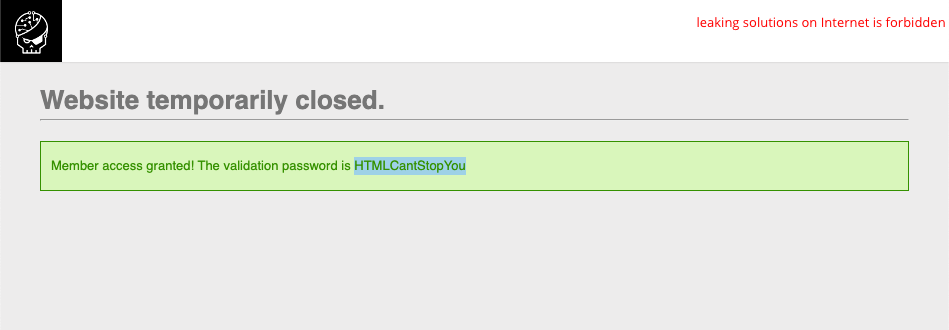 leaking solutions on Internet is forbidden
Website temporarily closed.
Member access granted! The validation password is HTMLCantStopYou